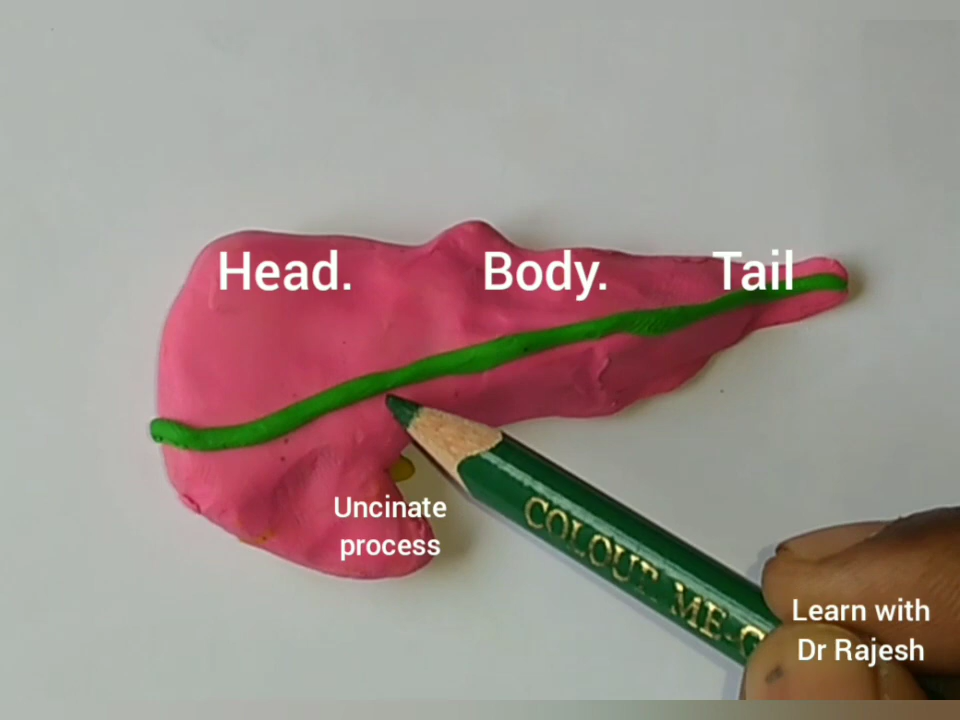 Head. Body. Tail
Uncinate
process
COLOUR ME-
Learn with
Dr Rajesh